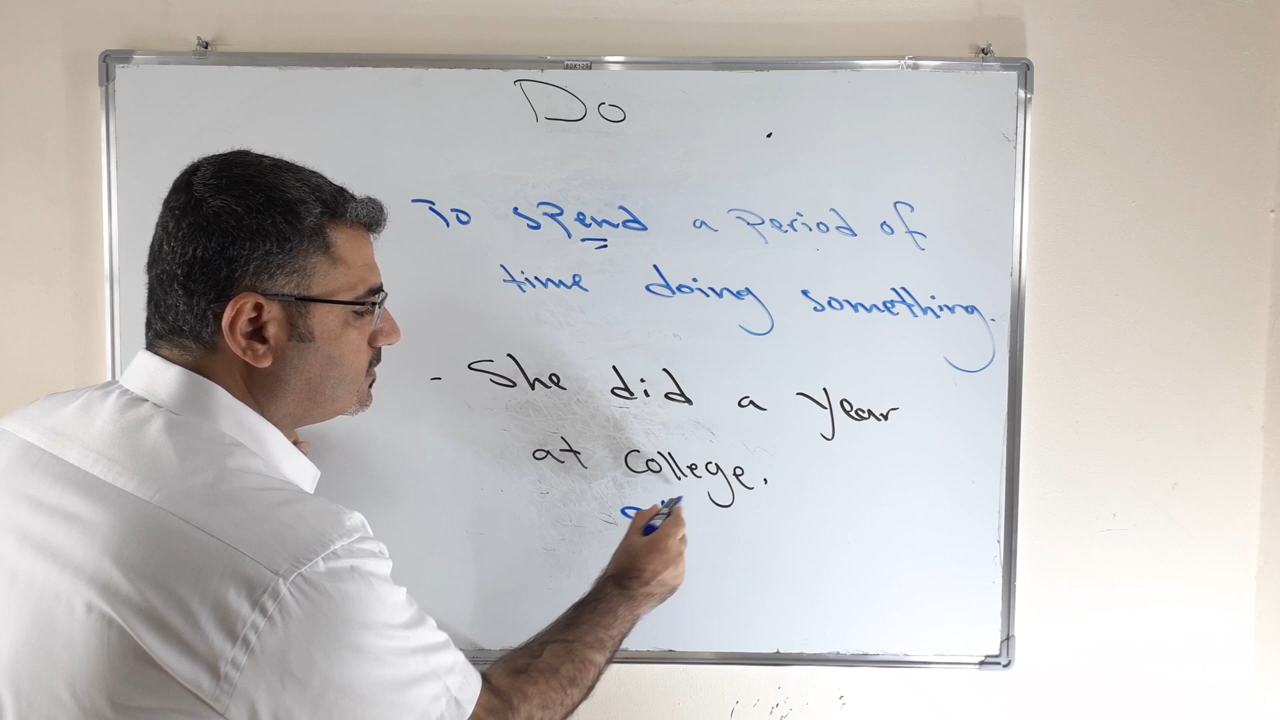 Do
To spend a period of
time doing something.
- She did a year
at college.